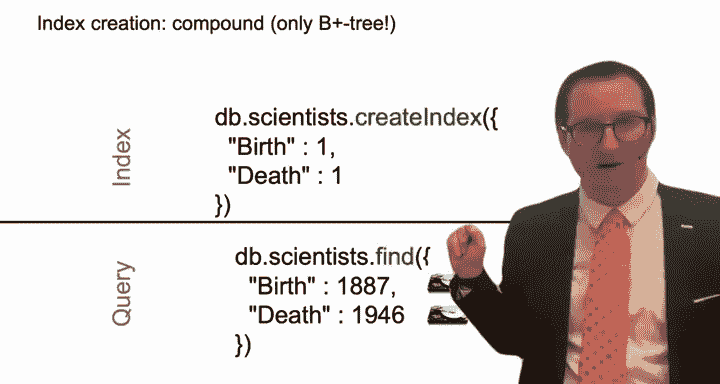 Index creation: compound (only B+-tree!)
Index
db.scientists.createIndex({
"Birth" : 1,
"Death" : 1
})
Query
db.scientists.find({
"Birth" : 1887,
"Death" : 1946
})